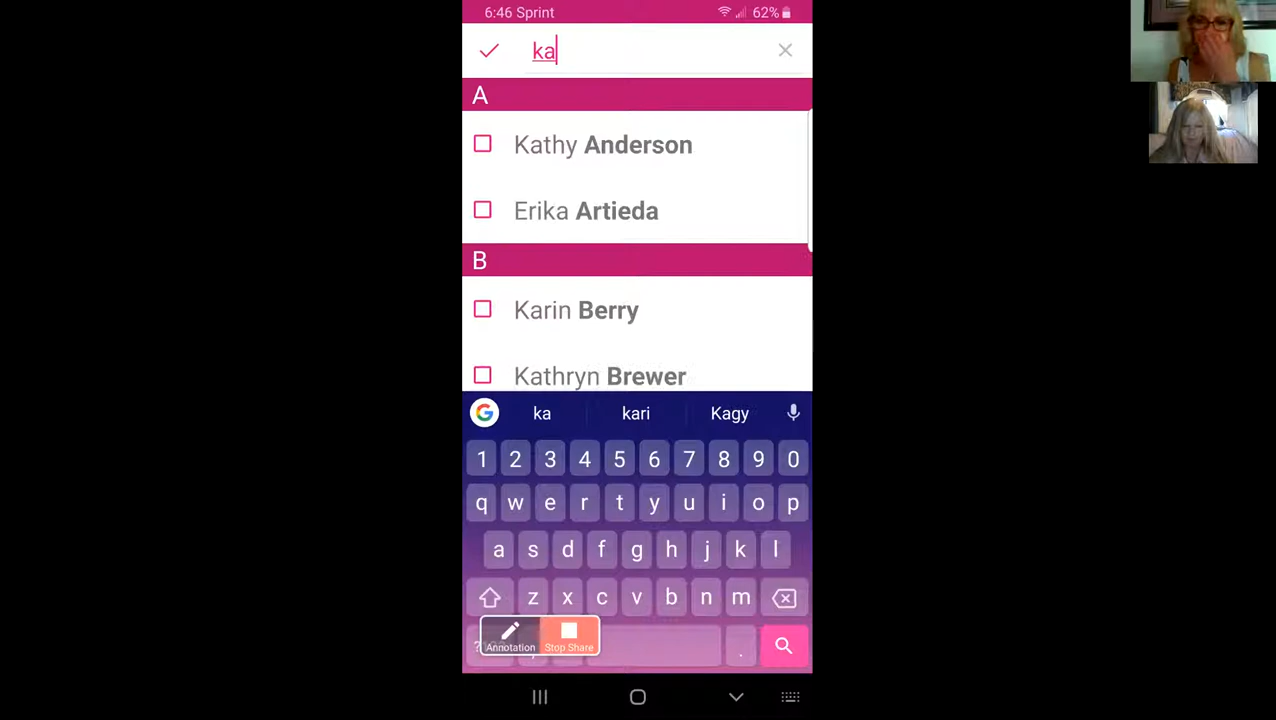 6:46 Sprint 62%
ka
A
Kathy Anderson
Erika Artieda
B
Karin Berry
Kathryn Brewer
G ka kari Kagy
1 2 3 4 5 6 7 8 9 0
q w e r t y u i o p
a s d f g h j k l
z x c v b n m
Annotation Stop Share .